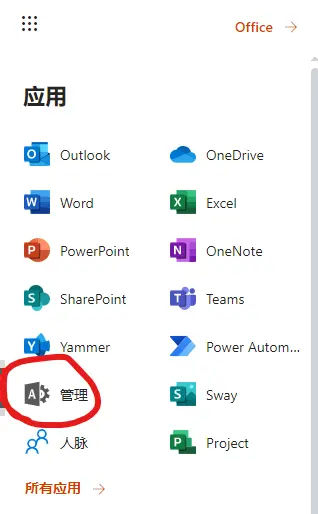 Office
应用
Outlook
OneDrive
Word
Excel
PowerPoint
OneNote
SharePoint
Teams
Yammer
Power Autom...
管理
Sway
人脉
Project
所有应用